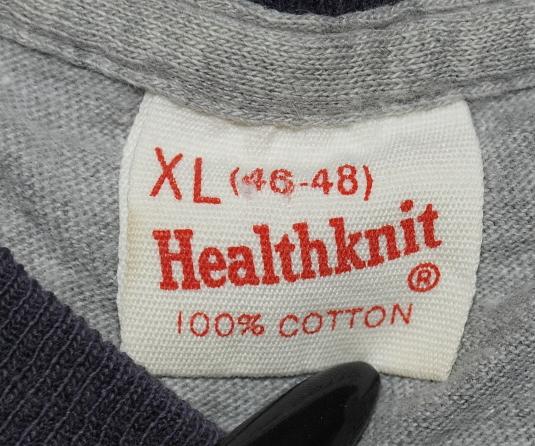 XL (46-48)
Healthknit
®
100% COTTON